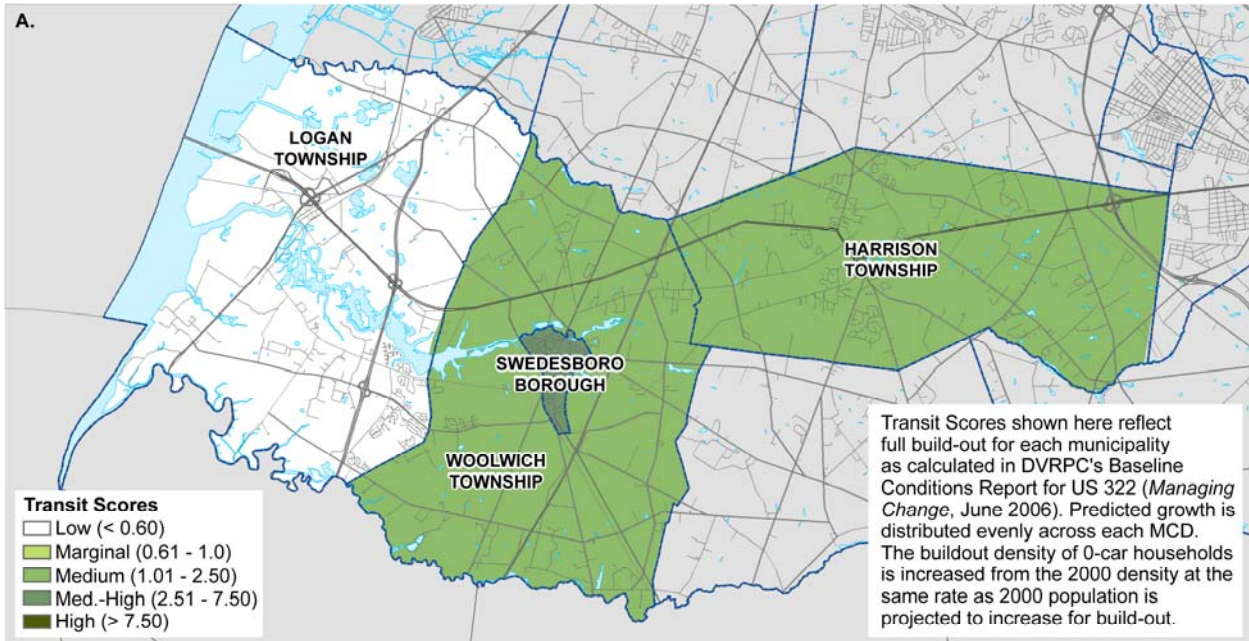 A.
LOGAN
TOWNSHIP
HARRISON
TOWNSHIP
SWEDESBORO
BOROUGH
WOOLWICH
TOWNSHIP
Transit Scores
Low (< 0.60)
Marginal (0.61 - 1.0)
Medium (1.01 - 2.50)
Med.-High (2.51 - 7.50)
High (> 7.50)
Transit Scores shown here reflect
full build-out for each municipality
as calculated in DVRPC's Baseline
Conditions Report for US 322 (Managing
Change, June 2006). Predicted growth is
distributed evenly across each MCD.
The buildout density of 0-car households
is increased from the 2000 density at the
same rate as 2000 population is
projected to increase for build-out.